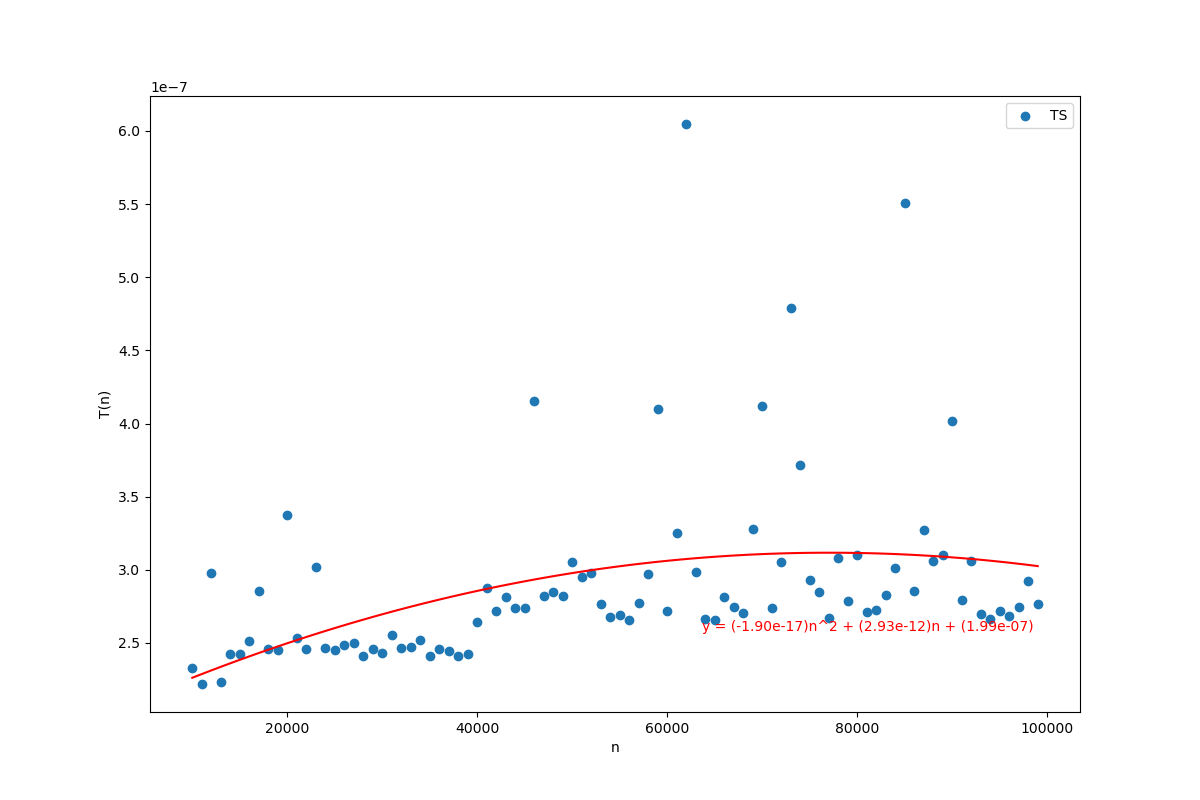 1e−7
TS
6.0
5.5
5.0
4.5
4.0
3.5
3.0
2.5
T(n)
y = (-1.90e-17)n^2 + (2.93e-12)n + (1.99e-07)
20000 40000 60000 80000 100000
n